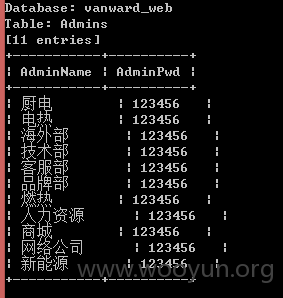 Database: vanward_web
Table: Admins
[11 entries]
+-----------+----------+
| AdminName | AdminPwd |
+-----------+----------+
| 厨电 | 123456 |
| 电热 | 123456 |
| 海外部 | 123456 |
| 技术部 | 123456 |
| 客服部 | 123456 |
| 品牌部 | 123456 |
| 燃热 | 123456 |
| 人力资源 | 123456 |
| 商城 | 123456 |
| 网络公司 | 123456 |
| 新能源 | 123456 |
+-----------+----------+
www.wooyun.org